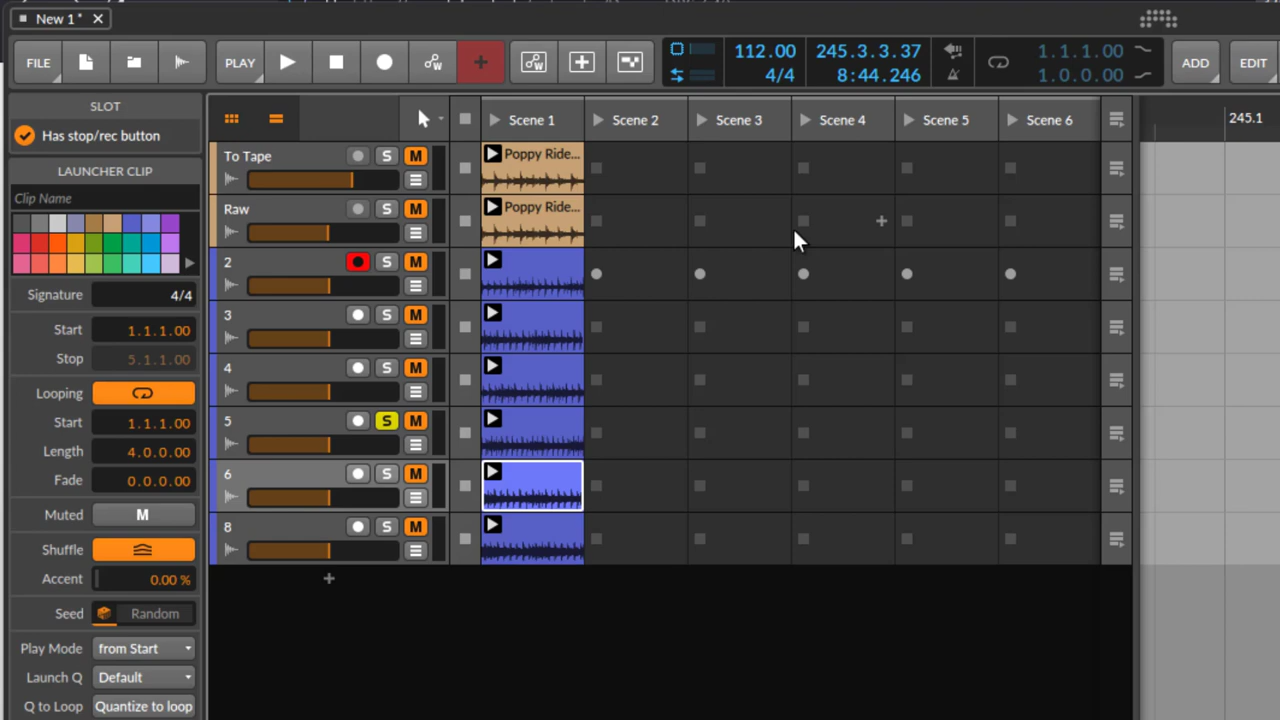 New 1*
FILE
PLAY
112.00
4/4
245.3.3.37
8:44.246
1.1.1.00
1.0.0.00
ADD
EDIT
SLOT
Has stop/rec button
LAUNCHER CLIP
Clip Name
Signature 4/4
Start 1.1.1.00
Stop 5.1.1.00
Looping
Start 1.1.1.00
Length 4.0.0.00
Fade 0.0.0.00
Muted M
Shuffle
Accent 0.00 %
Seed Random
Play Mode from Start
Launch Q Default
Q to Loop Quantize to loop
Scene 1 Scene 2 Scene 3 Scene 4 Scene 5 Scene 6
245.1
To Tape S M Poppy Ride...
Raw S M Poppy Ride...
2 S M
3 S M
4 S M
5 S M
6 S M
8 S M